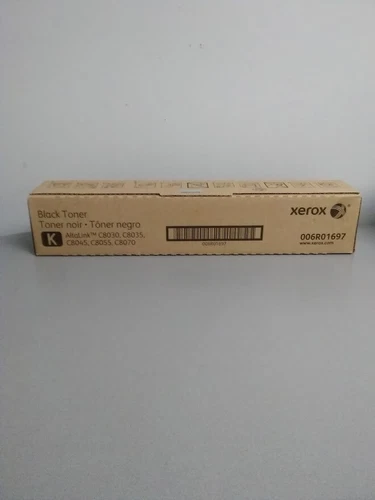 Black Toner
Toner noir • Tóner negro
K
AltaLink™ C8030, C8035,
C8045, C8055, C8070
xerox
006R01697
www.xerox.com